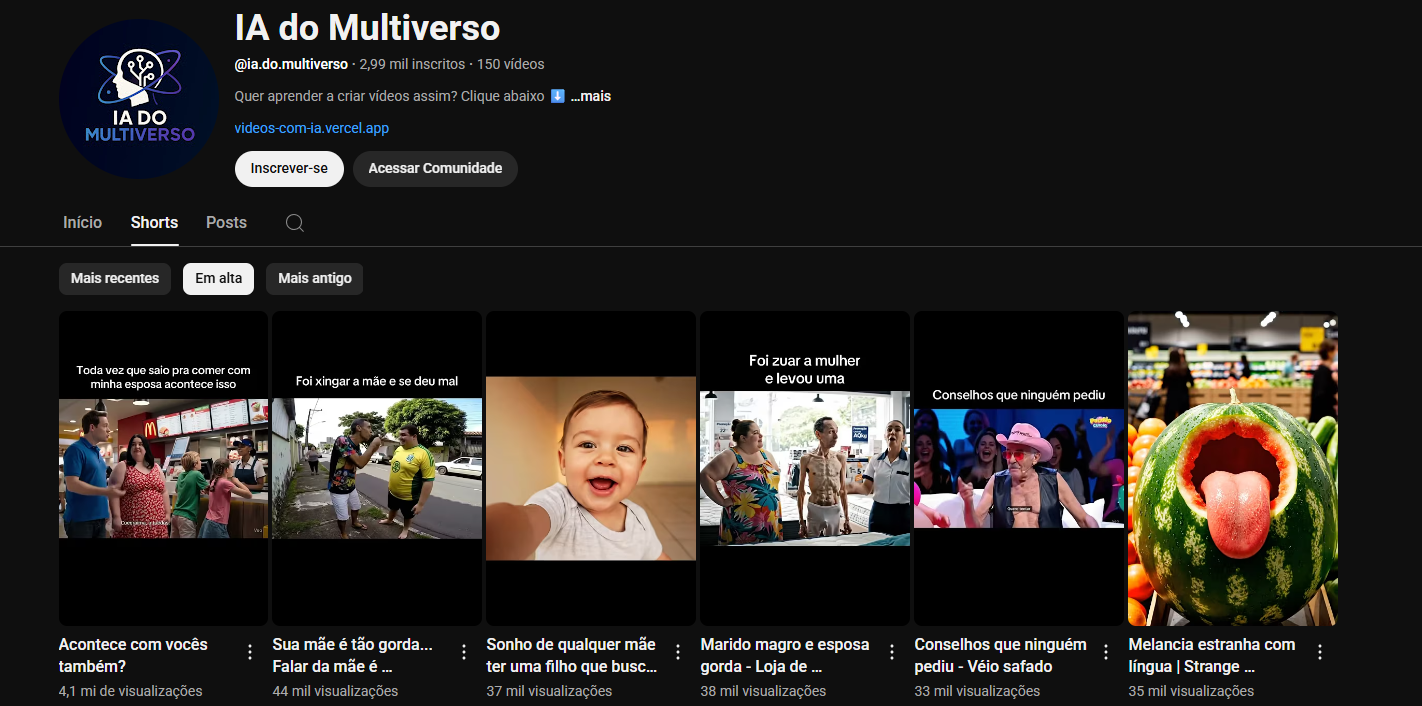 IA do Multiverso
IA DO
MULTIVERSO
@ia.do.multiverso · 2,99 mil inscritos · 150 vídeos
Quer aprender a criar vídeos assim? Clique abaixo ⬇️ ...mais
videos-com-ia.vercel.app
Inscrever-se
Acessar Comunidade
Início
Shorts
Posts
Mais recentes
Em alta
Mais antigo
Toda vez que saio pra comer com
minha esposa acontece isso
Acontece com vocês
também?
4,1 mi de visualizações
Foi xingar a mãe e se deu mal
Sua mãe é tão gorda...
Falar da mãe é ...
44 mil visualizações
Sonho de qualquer mãe
ter uma filho que busc...
37 mil visualizações
Foi zuar a mulher
e levou uma
Marido magro e esposa
gorda - Loja de ...
38 mil visualizações
Conselhos que ninguém pediu
Conselhos que ninguém
pediu - Véio safado
33 mil visualizações
Melancia estranha com
língua | Strange ...
35 mil visualizações